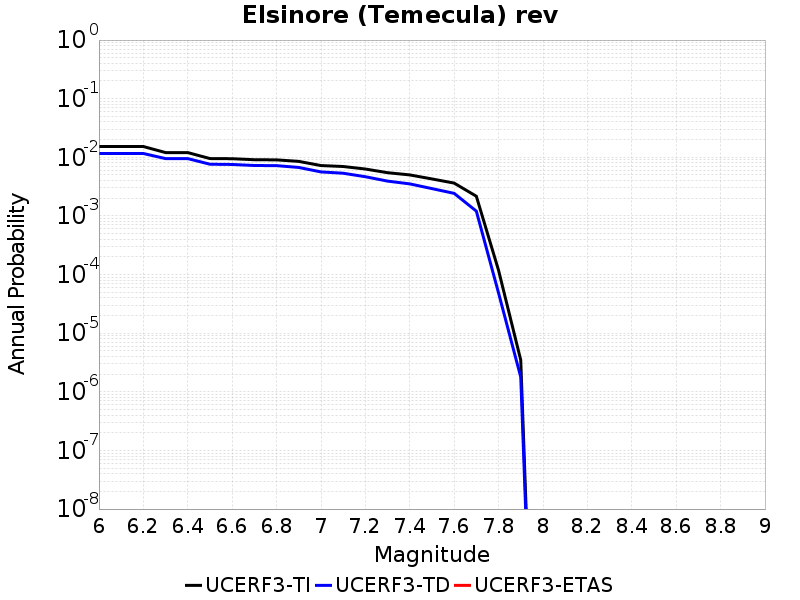 Elsinore (Temecula) rev
10^0
10^-1
10^-2
10^-3
10^-4
10^-5
10^-6
10^-7
10^-8
Annual Probability
6 6.2 6.4 6.6 6.8 7 7.2 7.4 7.6 7.8 8 8.2 8.4 8.6 8.8 9
Magnitude
UCERF3-TI UCERF3-TD UCERF3-ETAS